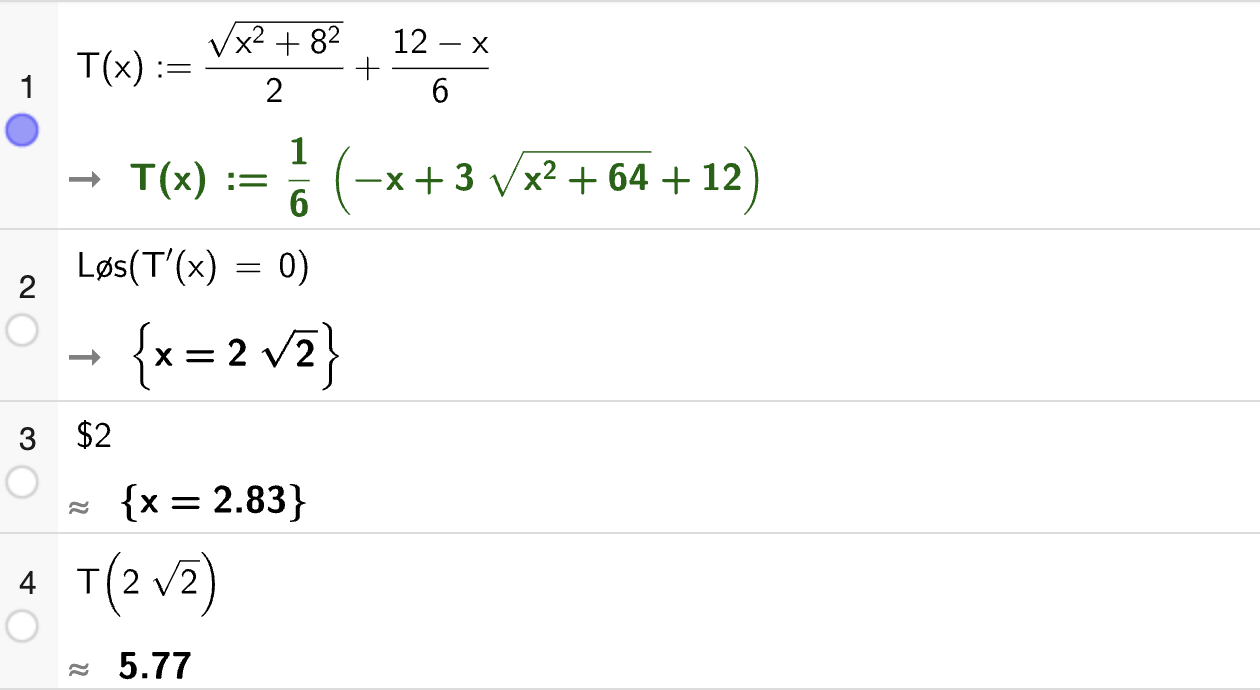 1
T(x) := √(x² + 8²)/2 + (12 − x)/6
→ T(x) := 1/6 (−x + 3 √(x² + 64) + 12)
2
Løs(T′(x) = 0)
→ {x = 2 √2}
3
$2
≈ {x = 2.83}
4
T(2 √2)
≈ 5.77